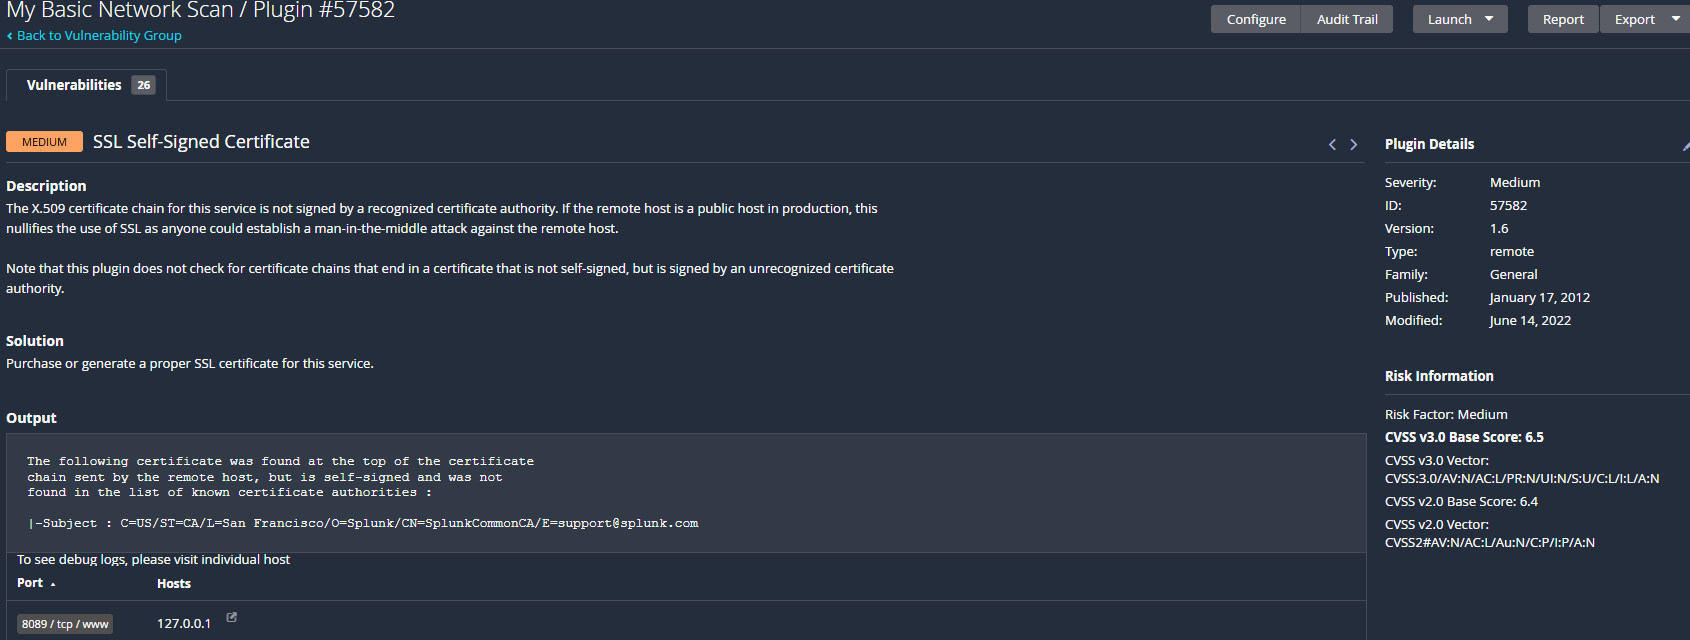 My Basic Network Scan / Plugin #57582
Configure Audit Trail Launch Report Export
Back to Vulnerability Group
Vulnerabilities 26
MEDIUM SSL Self-Signed Certificate
Description
The X.509 certificate chain for this service is not signed by a recognized certificate authority. If the remote host is a public host in production, this
nullifies the use of SSL as anyone could establish a man-in-the-middle attack against the remote host.
Note that this plugin does not check for certificate chains that end in a certificate that is not self-signed, but is signed by an unrecognized certificate
authority.
Solution
Purchase or generate a proper SSL certificate for this service.
Output
The following certificate was found at the top of the certificate
chain sent by the remote host, but is self-signed and was not
found in the list of known certificate authorities :
|-Subject : C=US/ST=CA/L=San Francisco/O=Splunk/CN=SplunkCommonCA/E=support@splunk.com
To see debug logs, please visit individual host
Port Hosts
8089 / tcp / www 127.0.0.1
Plugin Details
Severity: Medium
ID: 57582
Version: 1.6
Type: remote
Family: General
Published: January 17, 2012
Modified: June 14, 2022
Risk Information
Risk Factor: Medium
CVSS v3.0 Base Score: 6.5
CVSS v3.0 Vector:
CVSS:3.0/AV:N/AC:L/PR:N/UI:N/S:U/C:L/I:L/A:N
CVSS v2.0 Base Score: 6.4
CVSS v2.0 Vector:
CVSS2#AV:N/AC:L/Au:N/C:P/I:P/A:N